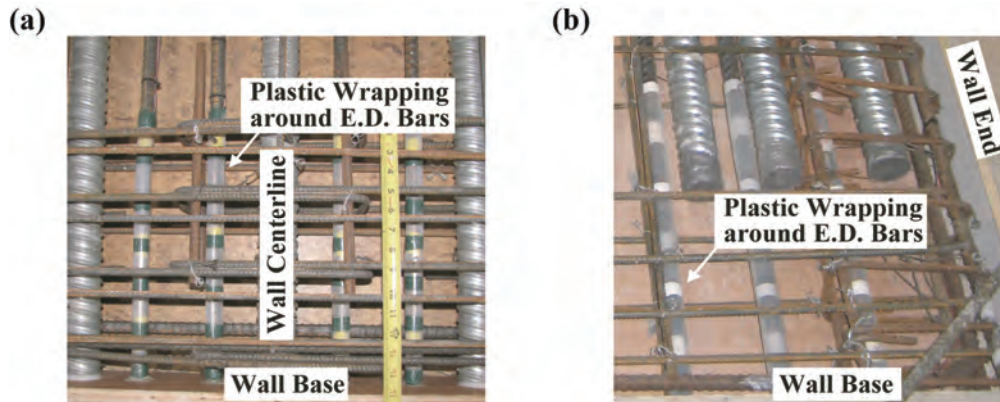 (a)
Plastic Wrapping
around E.D. Bars
Wall Centerline
Wall Base
(b)
Wall End
Plastic Wrapping
around E.D. Bars
Wall Base